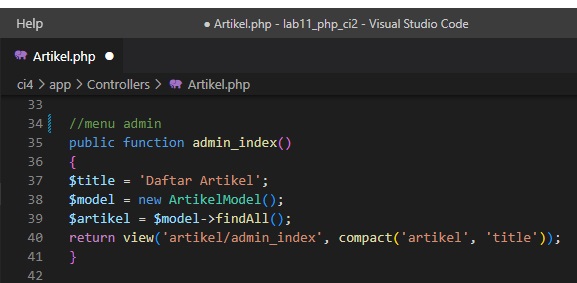 Help ● Artikel.php - lab11_php_ci2 - Visual Studio Code
Artikel.php ●
ci4 > app > Controllers > Artikel.php
33
34 //menu admin
35 public function admin_index()
36 {
37 $title = 'Daftar Artikel';
38 $model = new ArtikelModel();
39 $artikel = $model->findAll();
40 return view('artikel/admin_index', compact('artikel', 'title'));
41 }
42